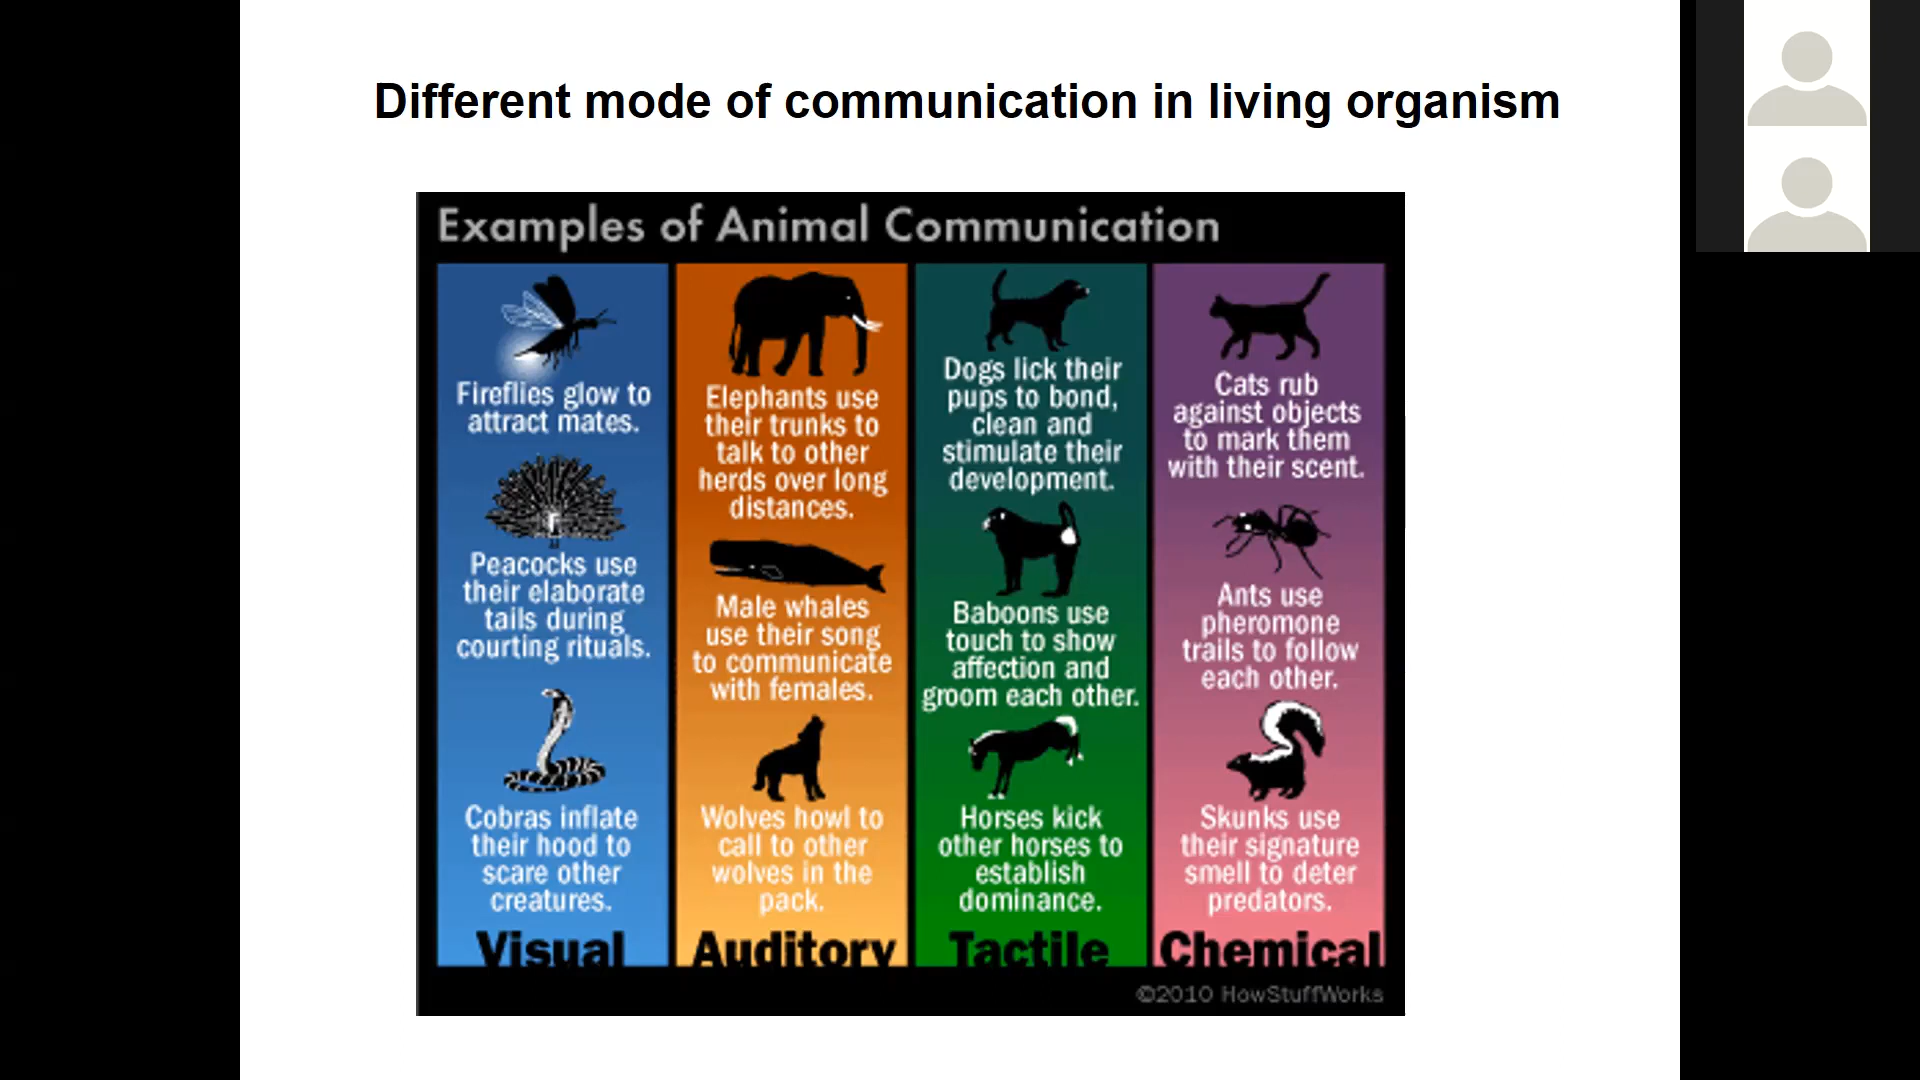 Different mode of communication in living organism
Examples of Animal Communication
Fireflies glow to
attract mates.
Peacocks use
their elaborate
tails during
courting rituals.
Cobras inflate
their hood to
scare other
creatures.
Visual
Elephants use
their trunks to
talk to other
herds over long
distances.
Male whales
use their song
to communicate
with females.
Wolves howl to
call to other
wolves in the
pack.
Auditory
Dogs lick their
pups to bond,
clean and
stimulate their
development.
Baboons use
touch to show
affection and
groom each other.
Horses kick
other horses to
establish
dominance.
Tactile
Cats rub
against objects
to mark them
with their scent.
Ants use
pheromone
trails to follow
each other.
Skunks use
their signature
smell to deter
predators.
Chemical
©2010 HowStuffWorks